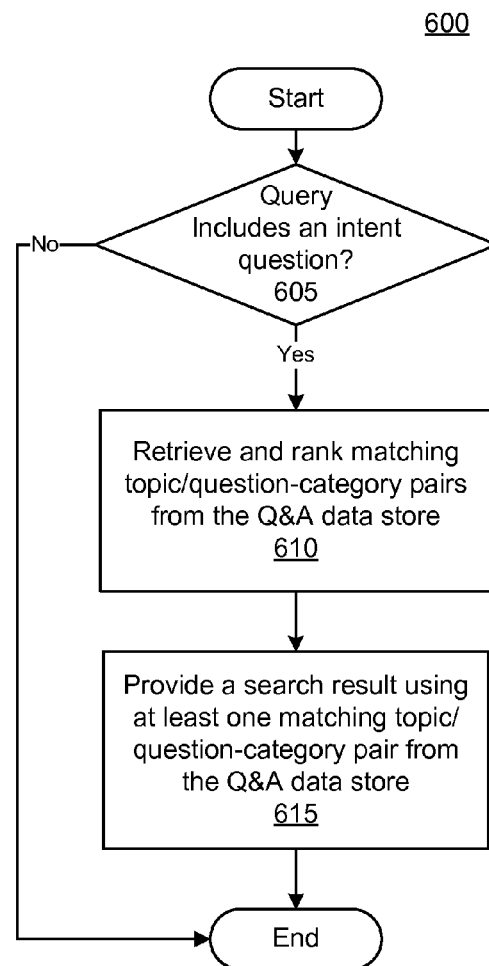 600
Start
Query
Includes an intent
question?
605
No
Yes
Retrieve and rank matching
topic/question-category pairs
from the Q&A data store
610
Provide a search result using
at least one matching topic/
question-category pair from
the Q&A data store
615
End